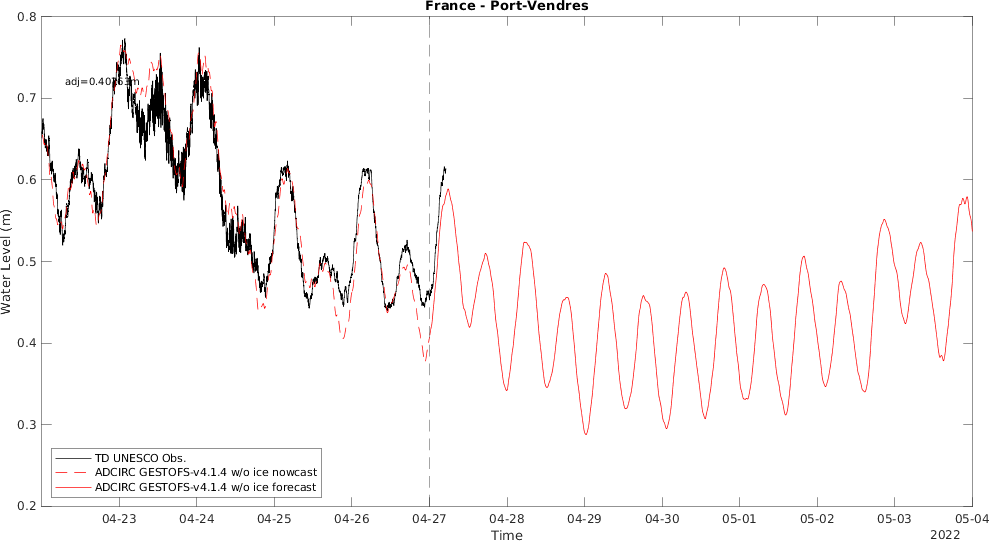 France - Port-Vendres
0.8
0.7
0.6
0.5
0.4
0.3
0.2
Water Level (m)
TD UNESCO Obs.
ADCIRC GESTOFS-v4.1.4 w/o ice nowcast
ADCIRC GESTOFS-v4.1.4 w/o ice forecast
04-23 04-24 04-25 04-26 04-27 04-28 04-29 04-30 05-01 05-02 05-03 05-04
Time
2022